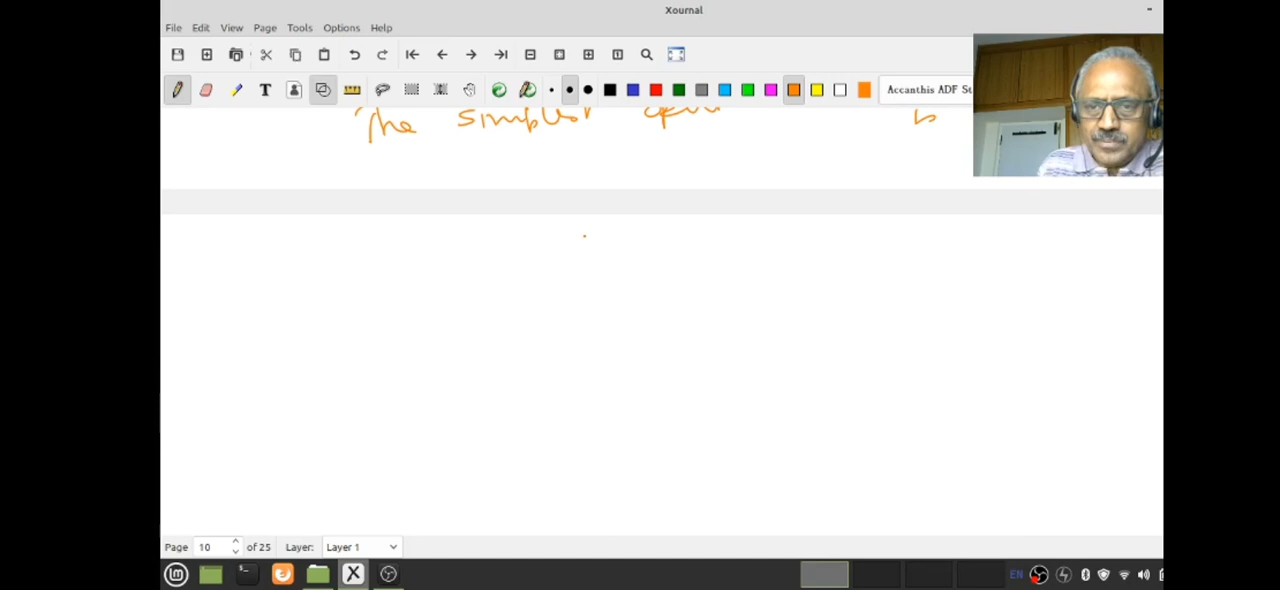 Xournal
File Edit View Page Tools Options Help
Accanthis ADF St
The simplest
Page 10 of 25 Layer: Layer 1
EN